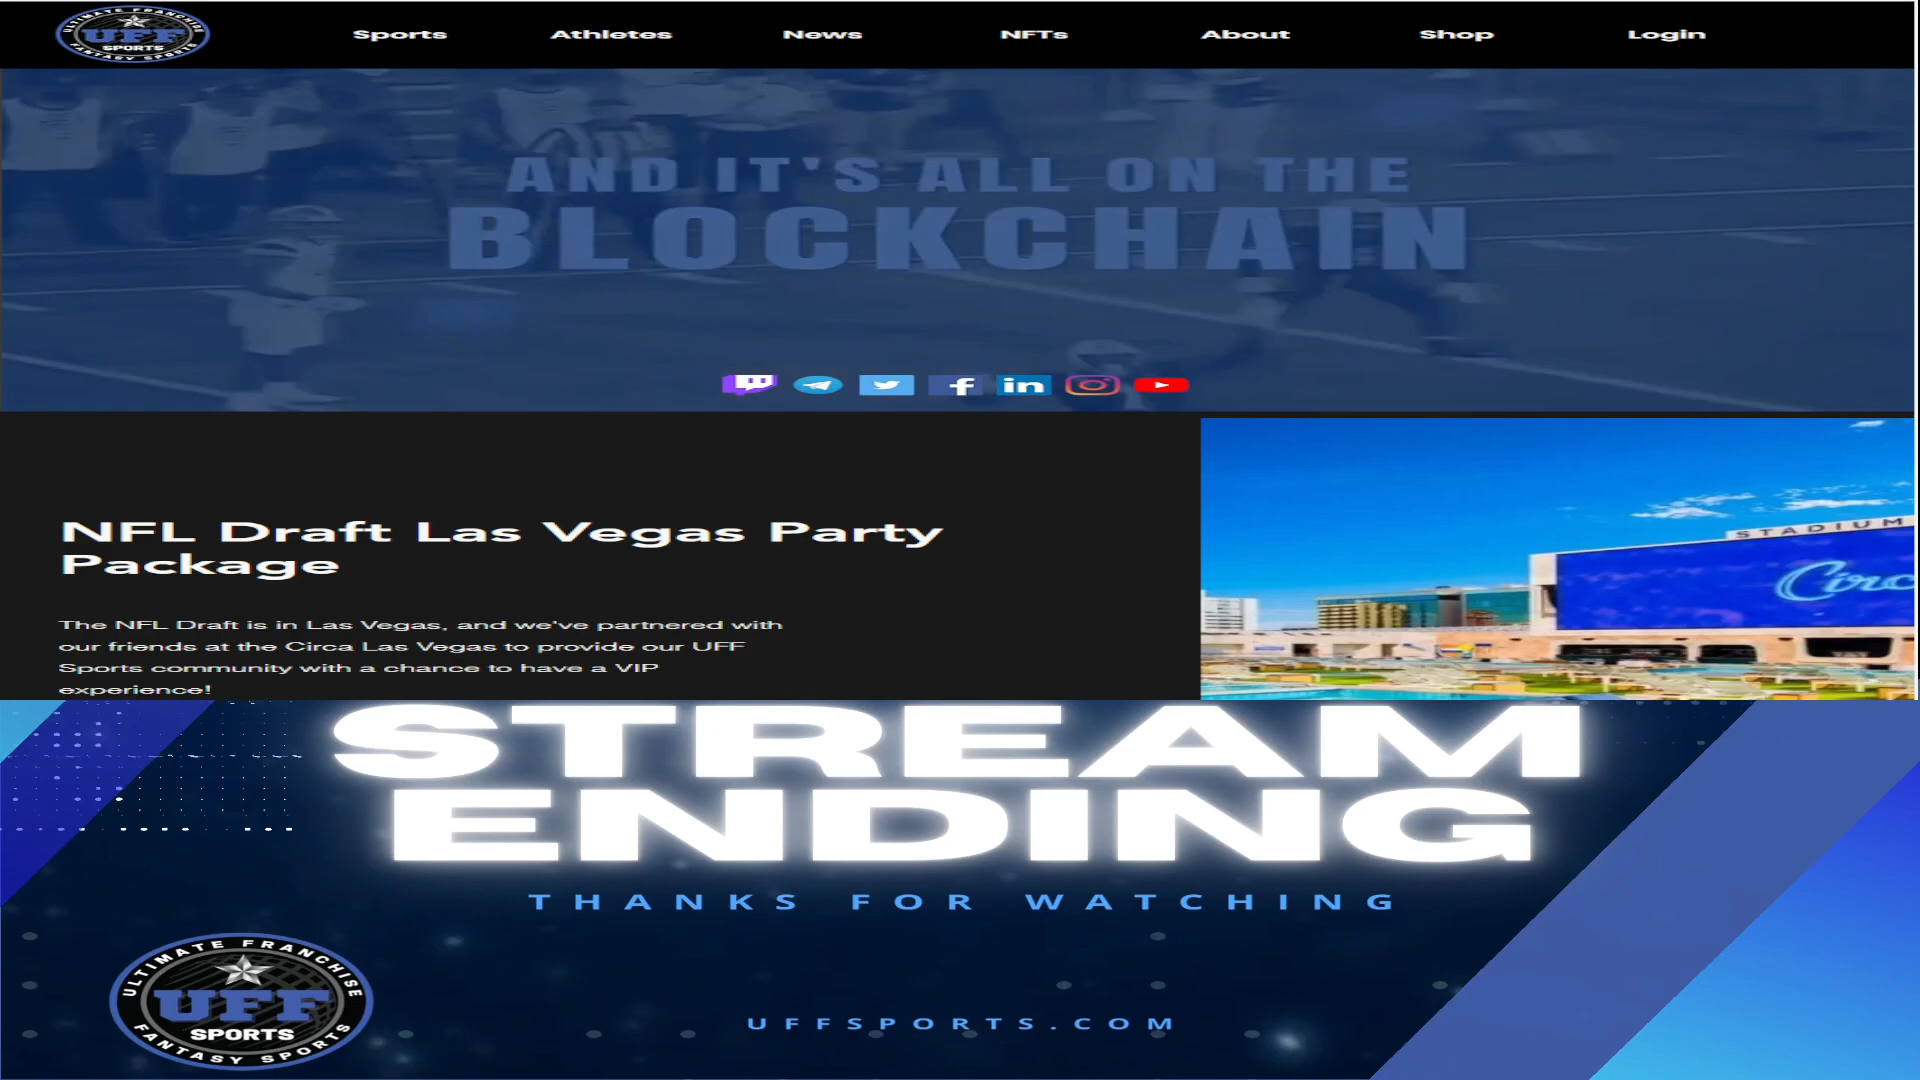 ULTIMATE FRANCHISE
UFF
SPORTS
FANTASY SPORTS
Sports Athletes News NFTs About Shop Login
AND IT'S ALL ON THE
BLOCKCHAIN
NFL Draft Las Vegas Party
Package
The NFL Draft is in Las Vegas, and we've partnered with
our friends at the Circa Las Vegas to provide our UFF
Sports community with a chance to have a VIP
experience!
STADIUM
Circ
STREAM
ENDING
THANKS FOR WATCHING
ULTIMATE FRANCHISE
UFF
SPORTS
FANTASY SPORTS
UFFSPORTS.COM